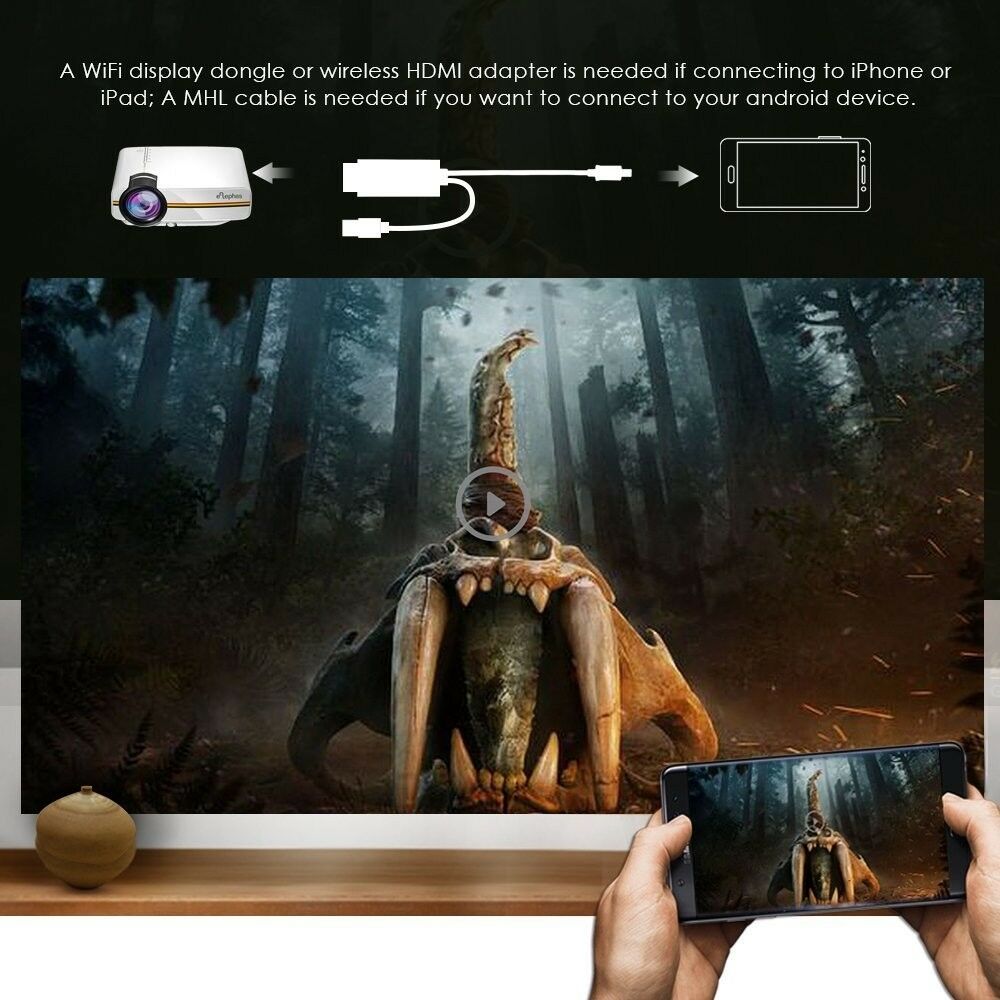 A WiFi display dongle or wireless HDMI adapter is needed if connecting to iPhone or
iPad; A MHL cable is needed if you want to connect to your android device.
elephas